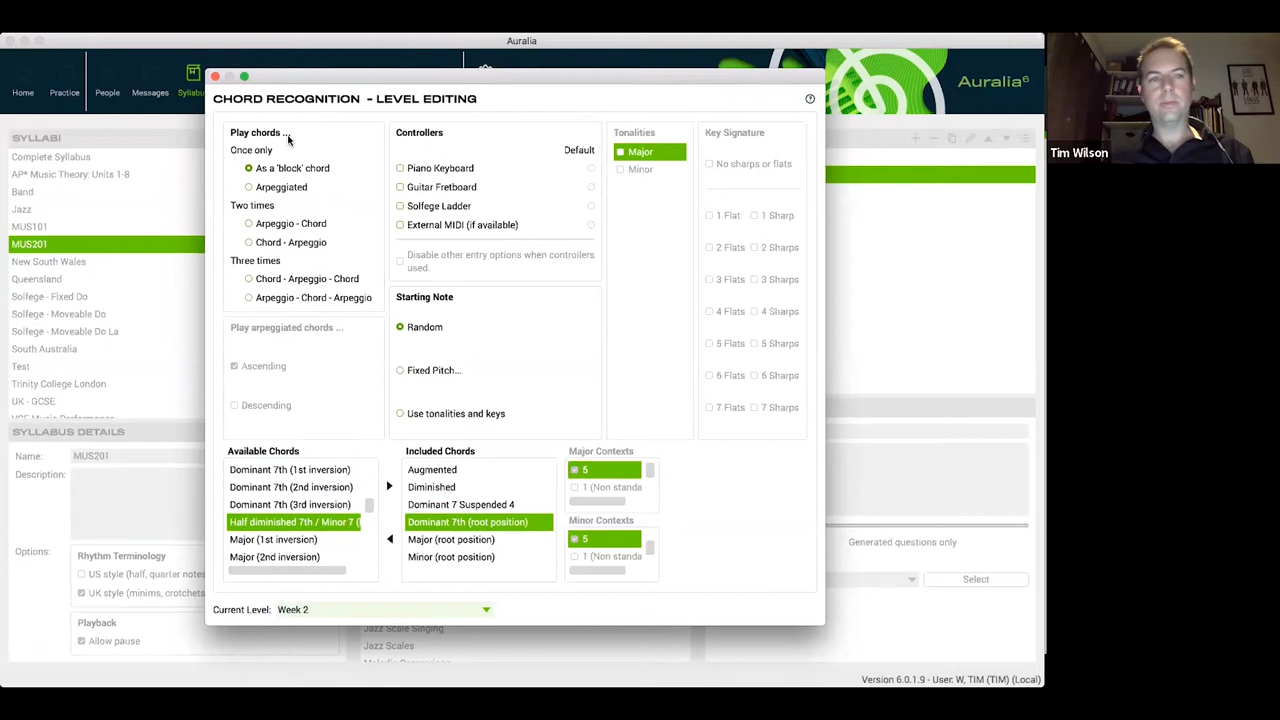 Auralia
Home
Practice
People
Messages
Syllabu
Auralia6
Tim Wilson
CHORD RECOGNITION - LEVEL EDITING
SYLLABI
Complete Syllabus
AP* Music Theory: Units 1-8
Band
Jazz
MUS101
MUS201
New South Wales
Queensland
Solfege - Fixed Do
Solfege - Moveable Do
Solfege - Moveable Do La
South Australia
Test
Trinity College London
UK - GCSE
VCE Music Performance
SYLLABUS DETAILS
Name: MUS201
Description:
Options:
Rhythm Terminology
US style (half, quarter notes
UK style (minims, crotchets
Playback
Allow pause
Play chords ...
Once only
As a 'block' chord
Arpeggiated
Two times
Arpeggio - Chord
Chord - Arpeggio
Three times
Chord - Arpeggio - Chord
Arpeggio - Chord - Arpeggio
Play arpeggiated chords ...
Ascending
Descending
Controllers
Default
Piano Keyboard
Guitar Fretboard
Solfege Ladder
External MIDI (if available)
Disable other entry options when controllers
used.
Starting Note
Random
Fixed Pitch...
Use tonalities and keys
Tonalities
Major
Minor
Key Signature
No sharps or flats
1 Flat 1 Sharp
2 Flats 2 Sharps
3 Flats 3 Sharps
4 Flats 4 Sharps
5 Flats 5 Sharps
6 Flats 6 Sharps
7 Flats 7 Sharps
Available Chords
Dominant 7th (1st inversion)
Dominant 7th (2nd inversion)
Dominant 7th (3rd inversion)
Half diminished 7th / Minor 7 (
Major (1st inversion)
Major (2nd inversion)
Included Chords
Augmented
Diminished
Dominant 7 Suspended 4
Dominant 7th (root position)
Major (root position)
Minor (root position)
Major Contexts
5
1 (Non standa
Minor Contexts
5
1 (Non standa
Current Level: Week 2
Generated questions only
Select
Jazz Scale Singing
Jazz Scales
Version 6.0.1.9 - User: W, TIM (TIM) (Local)